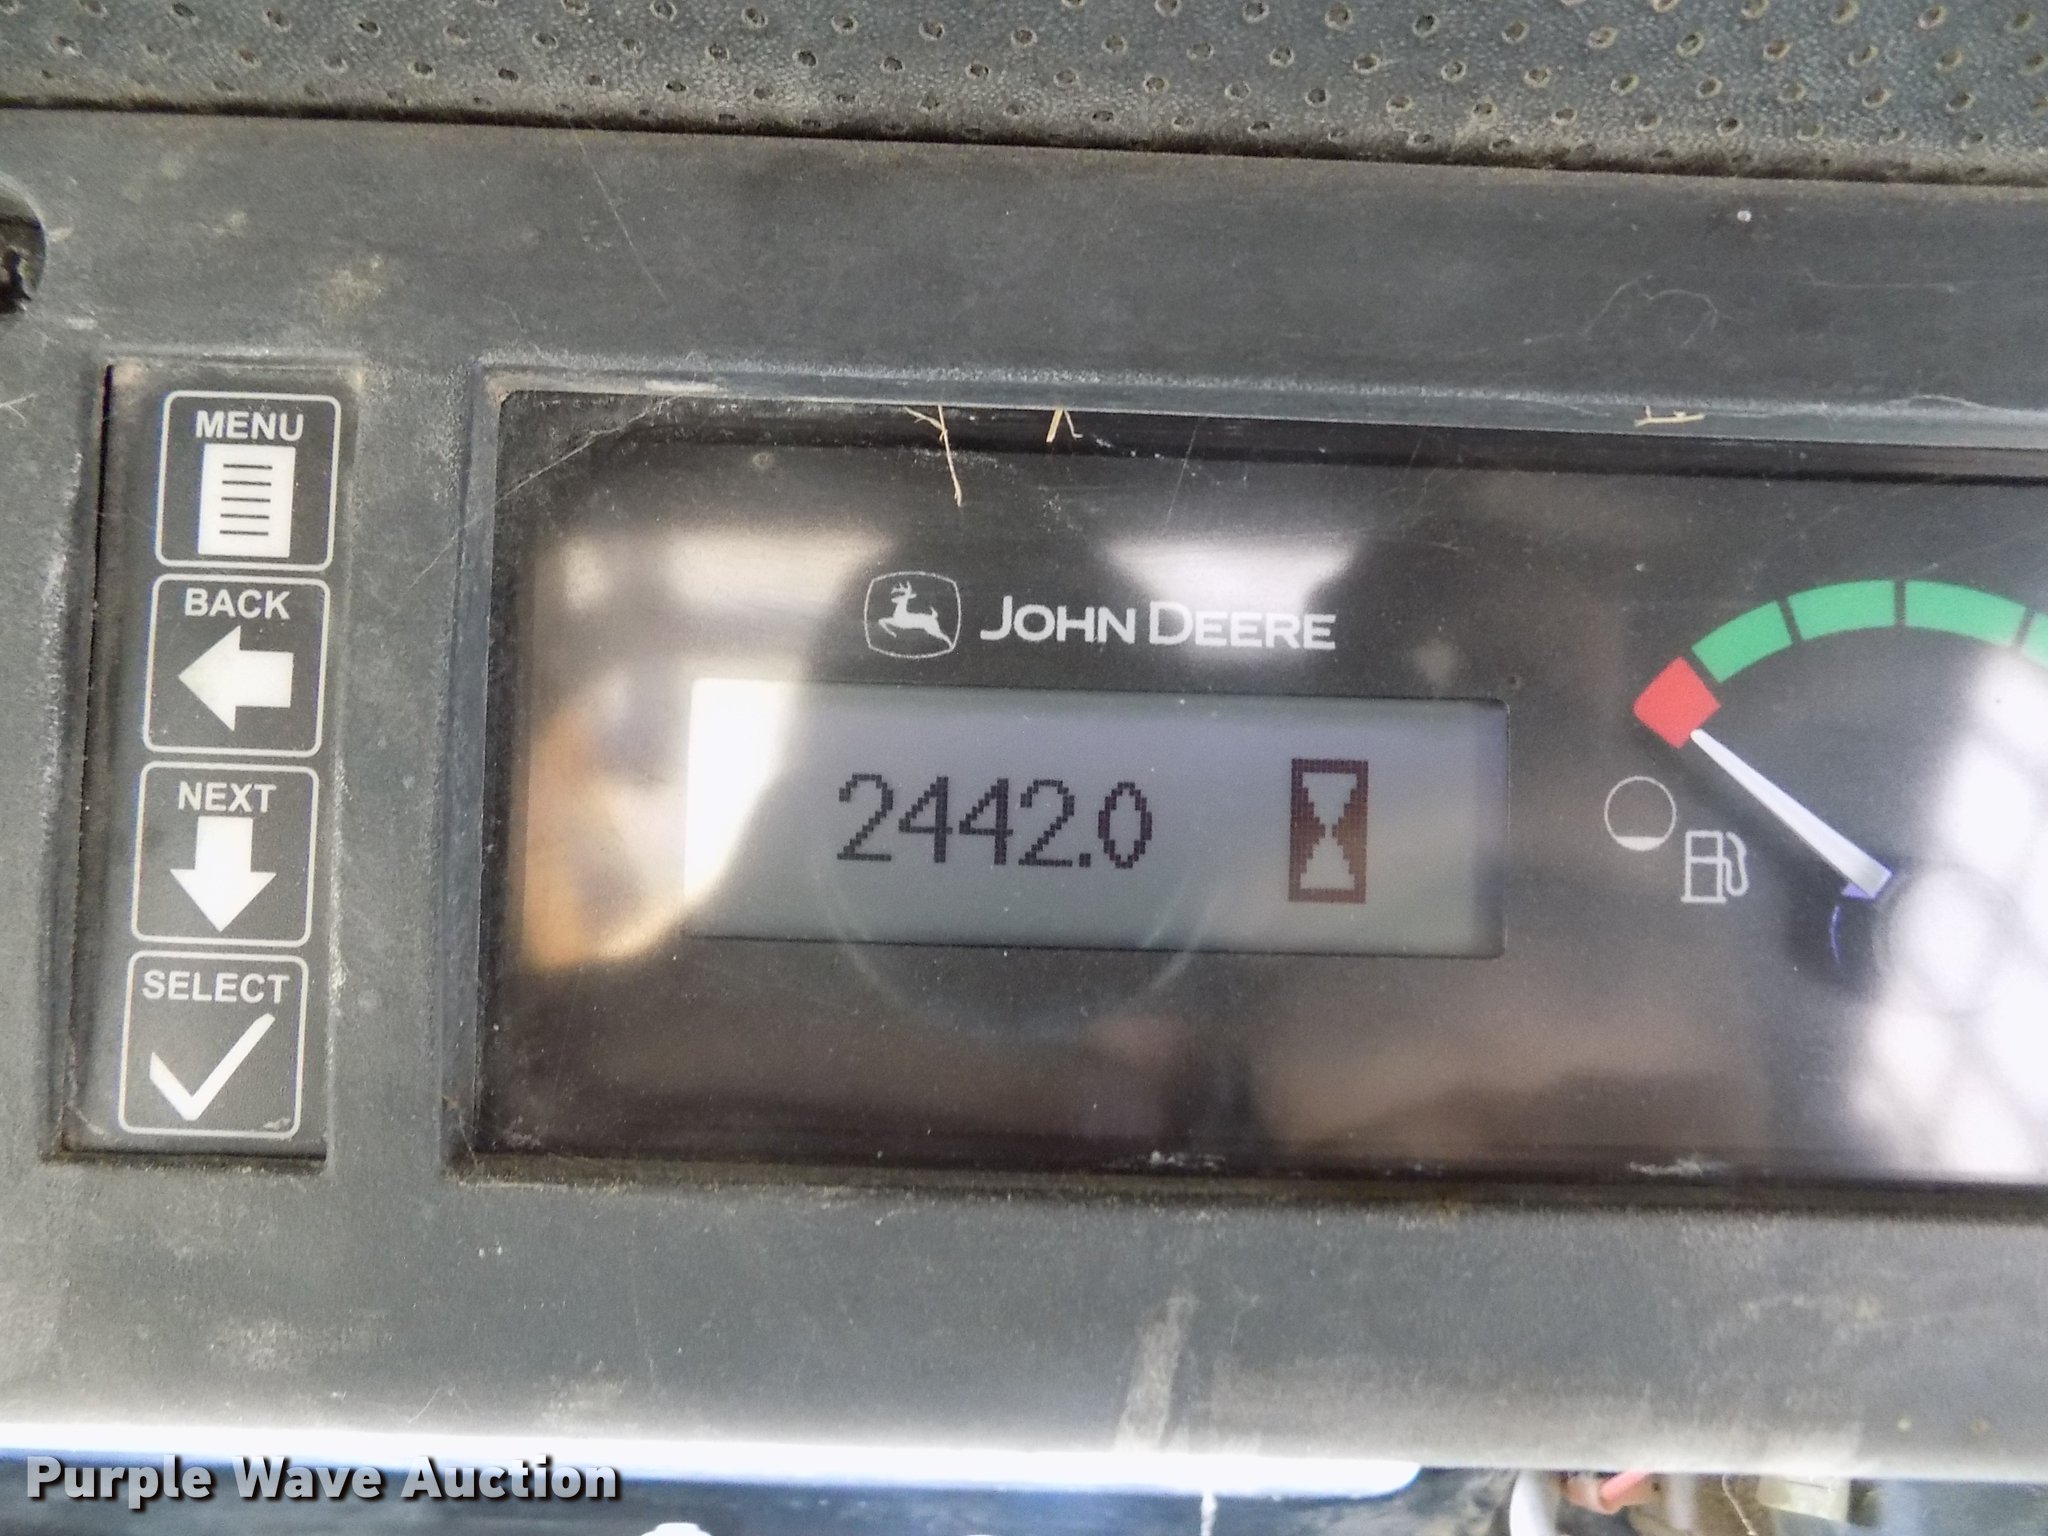 MENU
BACK
NEXT
SELECT
JOHN DEERE
2442.0
Purple Wave Auction